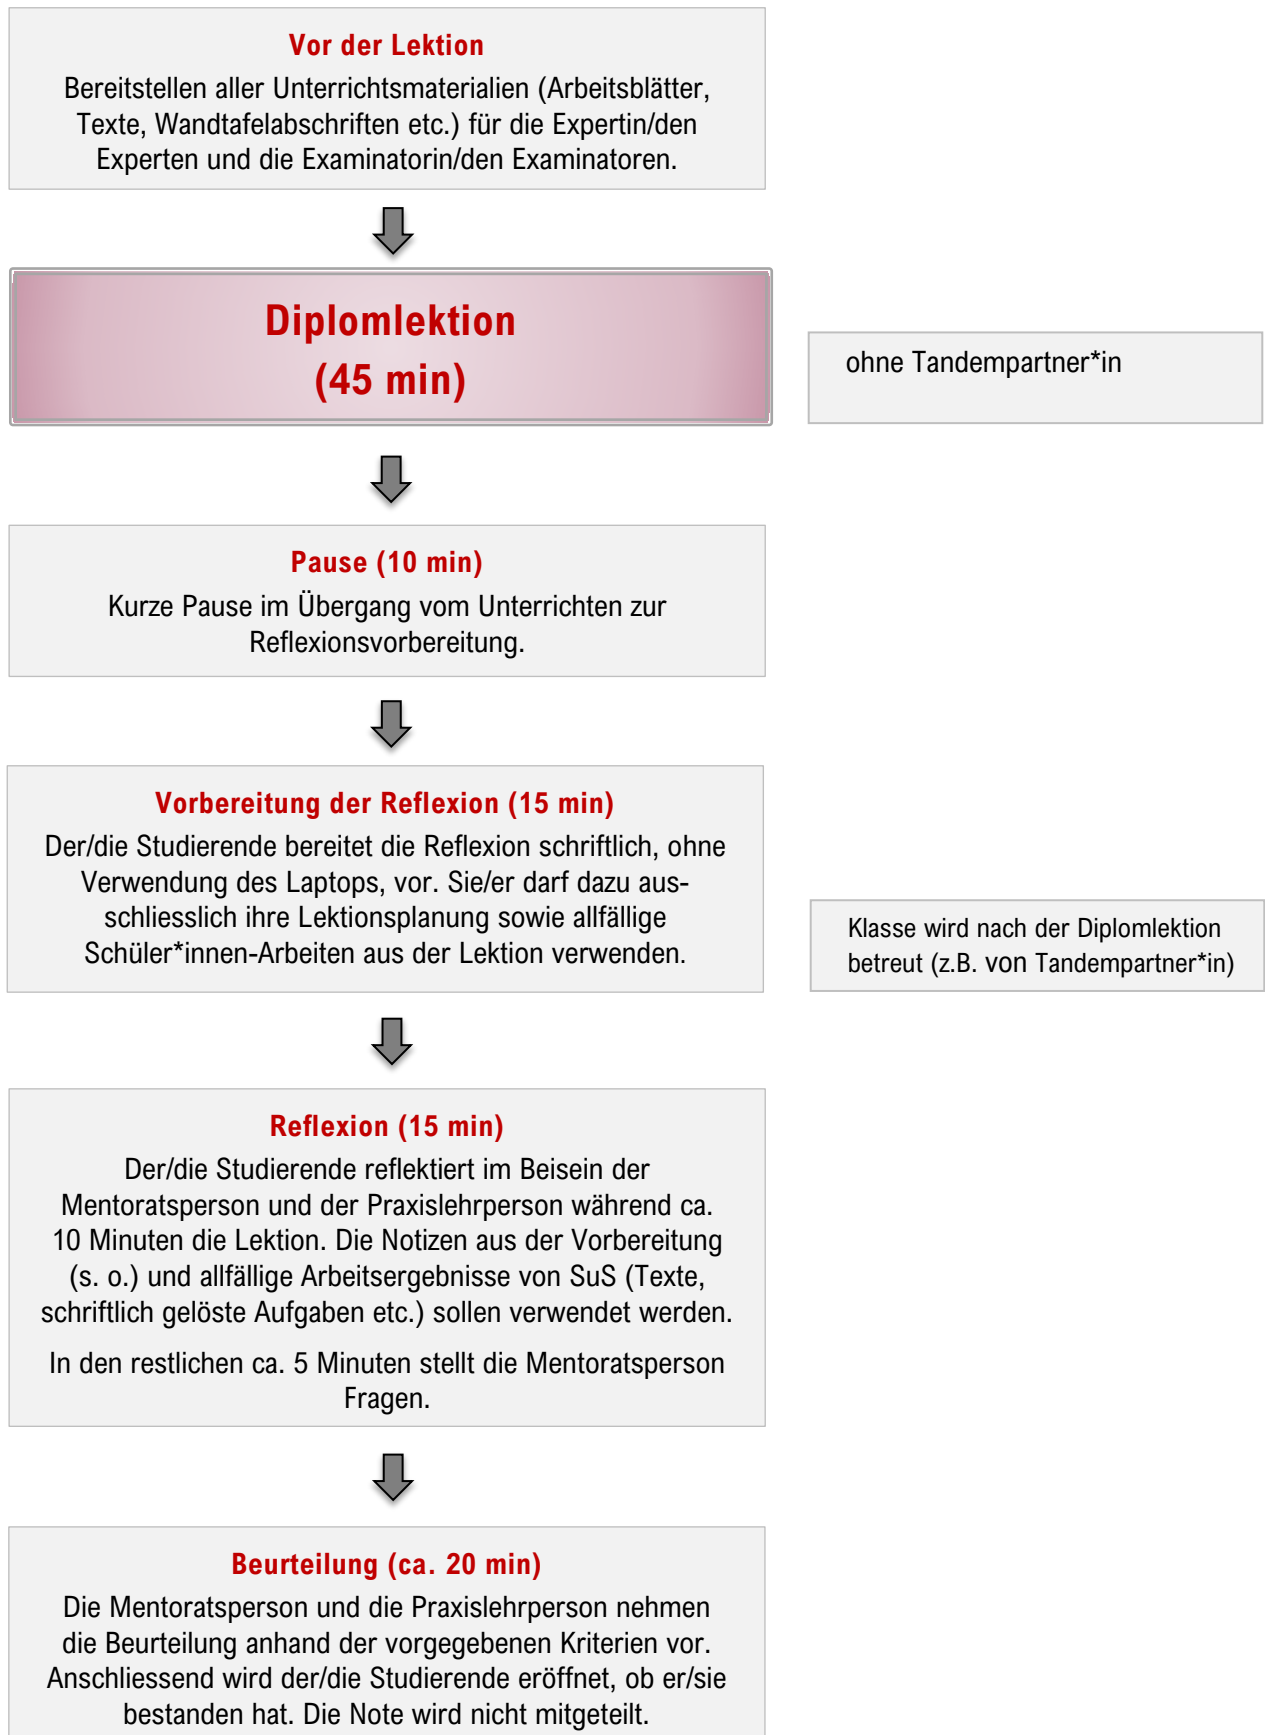 Vor der Lektion
Bereitstellen aller Unterrichtsmaterialien (Arbeitsblätter,
Texte, Wandtafelabschriften etc.) für die Expertin/den
Experten und die Examinatorin/den Examinatoren.
Diplomlektion
(45 min)
ohne Tandempartner*in
Pause (10 min)
Kurze Pause im Übergang vom Unterrichten zur
Reflexionsvorbereitung.
Vorbereitung der Reflexion (15 min)
Der/die Studierende bereitet die Reflexion schriftlich, ohne
Verwendung des Laptops, vor. Sie/er darf dazu aus-
schliesslich ihre Lektionsplanung sowie allfällige
Schüler*innen-Arbeiten aus der Lektion verwenden.
Klasse wird nach der Diplomlektion
betreut (z.B. von Tandempartner*in)
Reflexion (15 min)
Der/die Studierende reflektiert im Beisein der
Mentoratsperson und der Praxislehrperson während ca.
10 Minuten die Lektion. Die Notizen aus der Vorbereitung
(s. o.) und allfällige Arbeitsergebnisse von SuS (Texte,
schriftlich gelöste Aufgaben etc.) sollen verwendet werden.
In den restlichen ca. 5 Minuten stellt die Mentoratsperson
Fragen.
Beurteilung (ca. 20 min)
Die Mentoratsperson und die Praxislehrperson nehmen
die Beurteilung anhand der vorgegebenen Kriterien vor.
Anschliessend wird der/die Studierende eröffnet, ob er/sie
bestanden hat. Die Note wird nicht mitgeteilt.